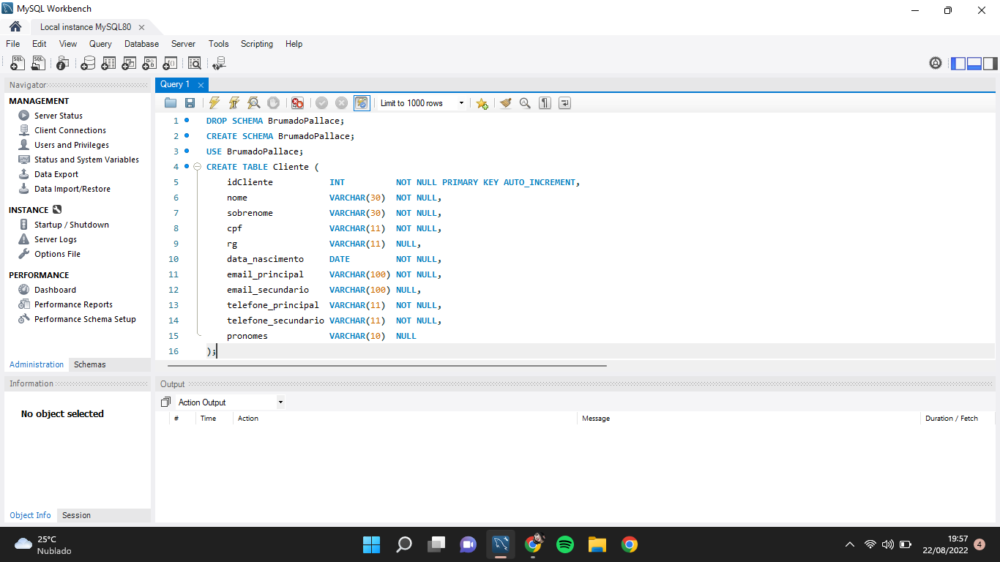 MySQL Workbench
Local instance MySQL80
File Edit View Query Database Server Tools Scripting Help
Navigator
MANAGEMENT
Server Status
Client Connections
Users and Privileges
Status and System Variables
Data Export
Data Import/Restore
INSTANCE
Startup / Shutdown
Server Logs
Options File
PERFORMANCE
Dashboard
Performance Reports
Performance Schema Setup
Administration Schemas
Information
No object selected
Object Info Session
Query 1
Limit to 1000 rows
1 DROP SCHEMA BrumadoPallace;
2 CREATE SCHEMA BrumadoPallace;
3 USE BrumadoPallace;
4 CREATE TABLE Cliente (
5 idCliente INT NOT NULL PRIMARY KEY AUTO_INCREMENT,
6 nome VARCHAR(30) NOT NULL,
7 sobrenome VARCHAR(30) NOT NULL,
8 cpf VARCHAR(11) NOT NULL,
9 rg VARCHAR(11) NULL,
10 data_nascimento DATE NOT NULL,
11 email_principal VARCHAR(100) NOT NULL,
12 email_secundario VARCHAR(100) NULL,
13 telefone_principal VARCHAR(11) NOT NULL,
14 telefone_secundario VARCHAR(11) NOT NULL,
15 pronomes VARCHAR(10) NULL
16 );
Output
Action Output
# Time Action Message Duration / Fetch
25°C
Nublado
19:57
22/08/2022
4